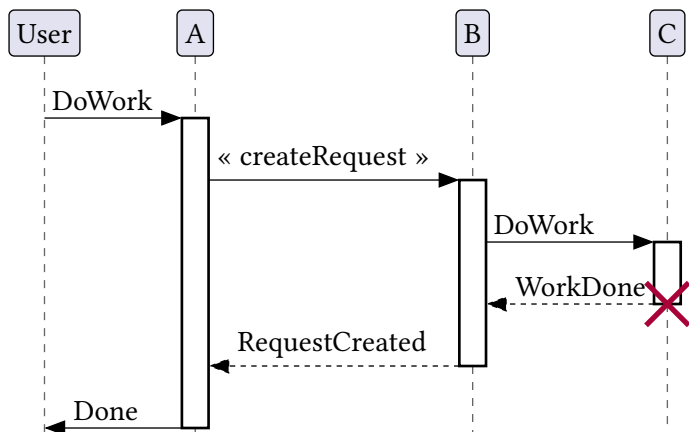 User
A
B
C
DoWork
« createRequest »
DoWork
WorkDone
RequestCreated
Done